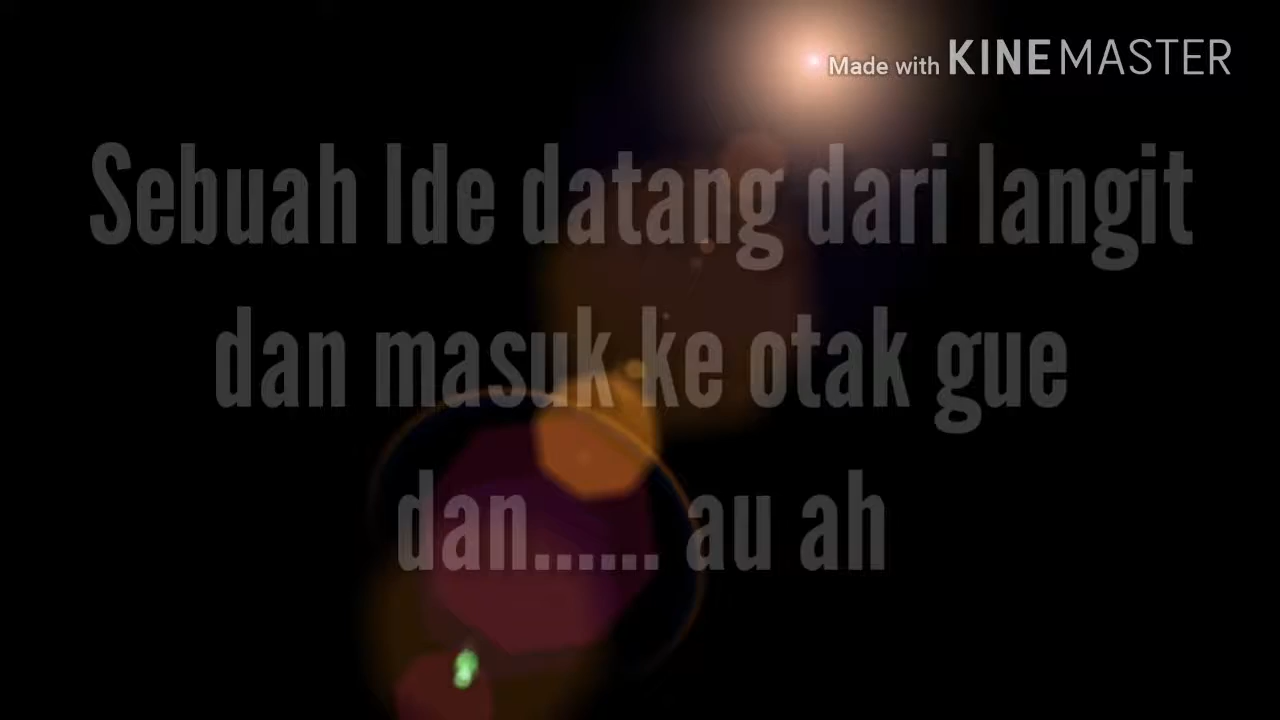 Made with KINEMASTER
Sebuah Ide datang dari langit
dan masuk ke otak gue
dan...... au ah